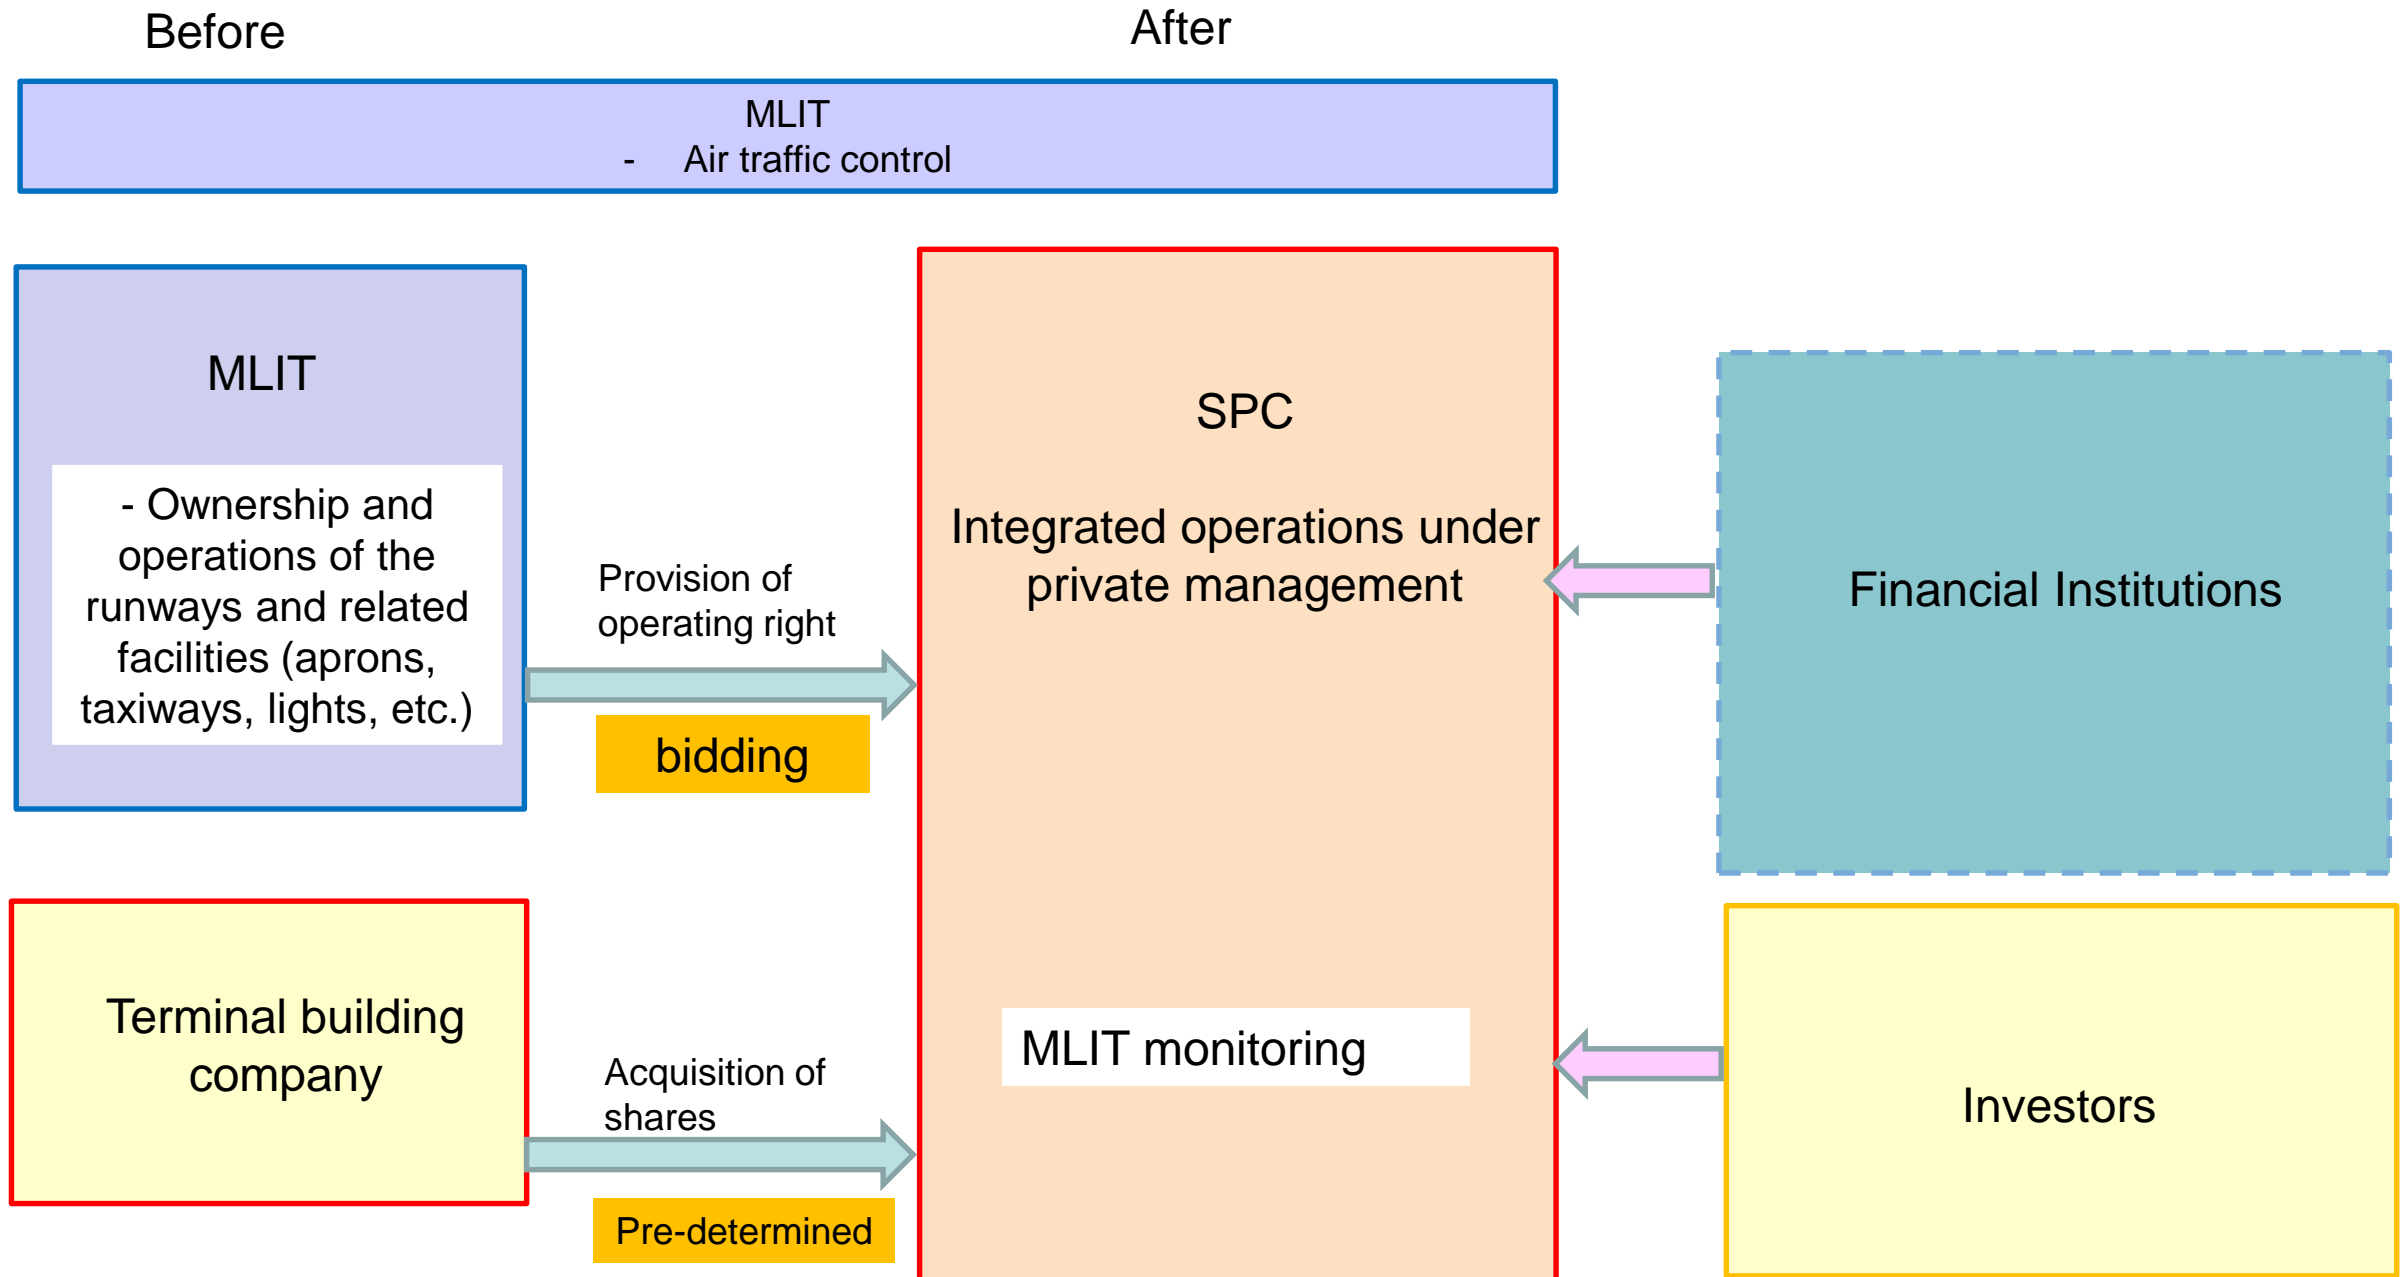 Before
After
MLIT
- Air traffic control
MLIT
- Ownership and
operations of the
runways and related
facilities (aprons,
taxiways, lights, etc.)
Provision of
operating right
bidding
SPC
Integrated operations under
private management
Financial Institutions
Terminal building
company
Acquisition of
shares
Pre-determined
MLIT monitoring
Investors